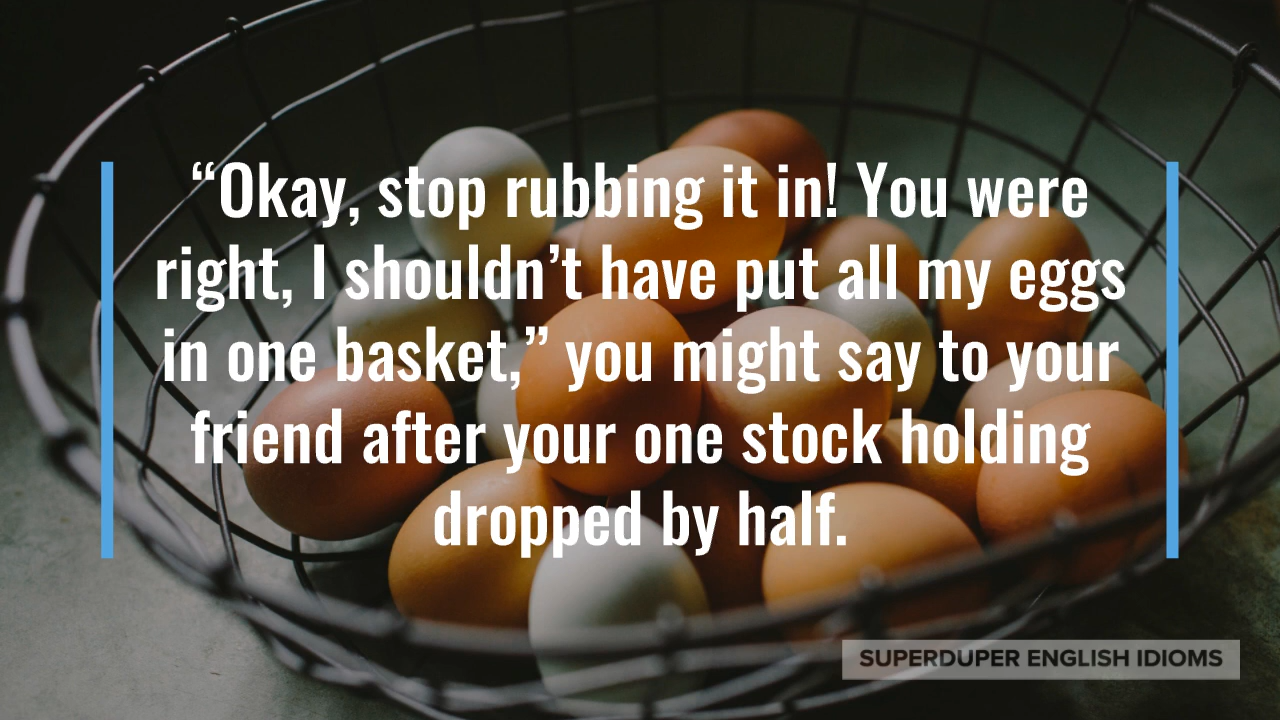 “Okay, stop rubbing it in! You were
right, I shouldn’t have put all my eggs
in one basket,” you might say to your
friend after your one stock holding
dropped by half.
SUPERDUPER ENGLISH IDIOMS